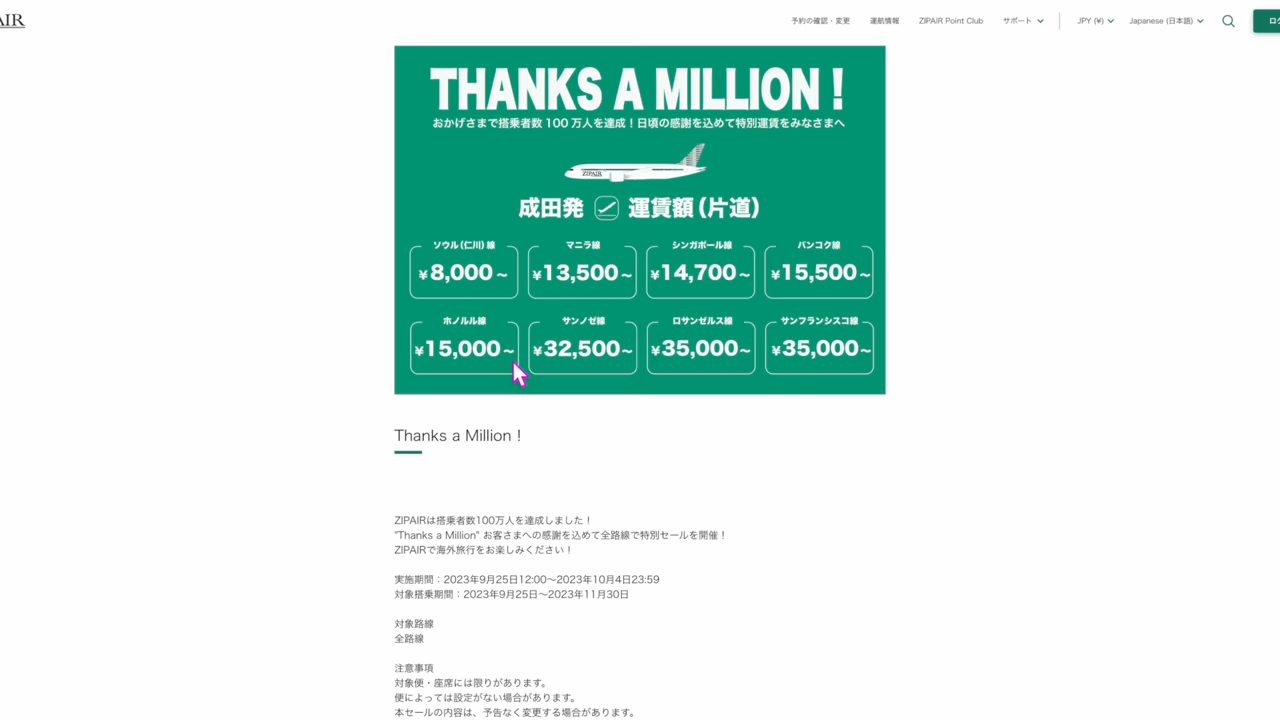 AIR
予約の確認・変更 運航情報 ZIPAIR Point Club サポート JPY (¥) Japanese (日本語)
THANKS A MILLION !
おかげさまで搭乗者数 100 万人を達成！日頃の感謝を込めて特別運賃をみなさまへ
ZIPAIR
成田発 運賃額（片道）
ソウル（仁川）線 マニラ線 シンガポール線 バンコク線
¥8,000～ ¥13,500～ ¥14,700～ ¥15,500～
ホノルル線 サンノゼ線 ロサンゼルス線 サンフランシスコ線
¥15,000～ ¥32,500～ ¥35,000～ ¥35,000～
Thanks a Million !
ZIPAIRは搭乗者数100万人を達成しました！
"Thanks a Million" お客さまへの感謝を込めて全路線で特別セールを開催！
ZIPAIRで海外旅行をお楽しみください！
実施期間：2023年9月25日12:00～2023年10月4日23:59
対象搭乗期間：2023年9月25日～2023年11月30日
対象路線
全路線
注意事項
対象便・座席には限りがあります。
便によっては設定がない場合があります。
本セールの内容は、予告なく変更する場合があります。